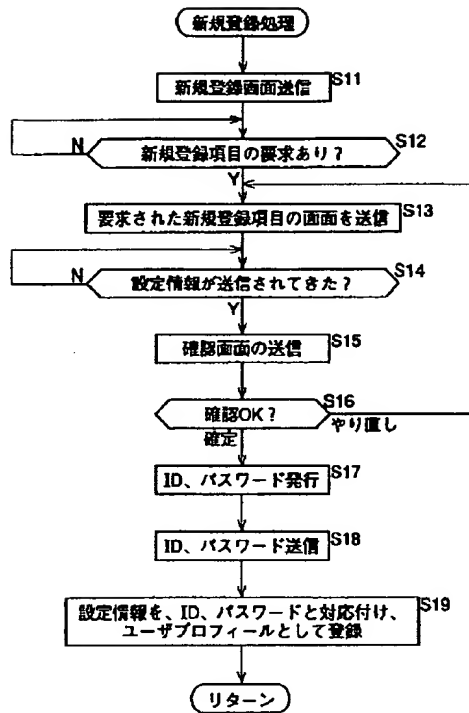 新規登録処理
新規登録画面送信
S11
新規登録項目の要求あり？
S12
N
Y
要求された新規登録項目の画面を送信
S13
設定情報が送信されてきた？
S14
N
Y
確認画面の送信
S15
確認OK？
S16
やり直し
確定
ID、パスワード発行
S17
ID、パスワード送信
S18
設定情報を、ID、パスワードと対応付け、
ユーザプロフィールとして登録
S19
リターン